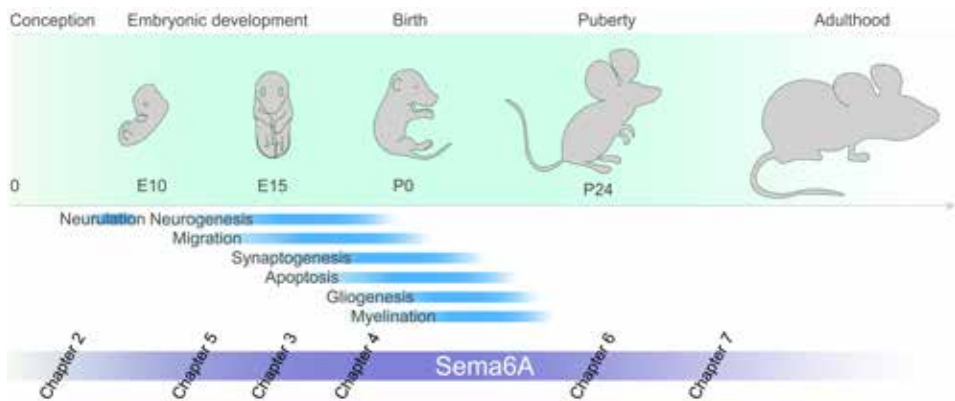 Conception Embryonic development Birth Puberty Adulthood
0 E10 E15 P0 P24
Neurulation Neurogenesis
Migration
Synaptogenesis
Apoptosis
Gliogenesis
Myelination
Sema6A
Chapter 2 Chapter 5 Chapter 3 Chapter 4 Chapter 6 Chapter 7